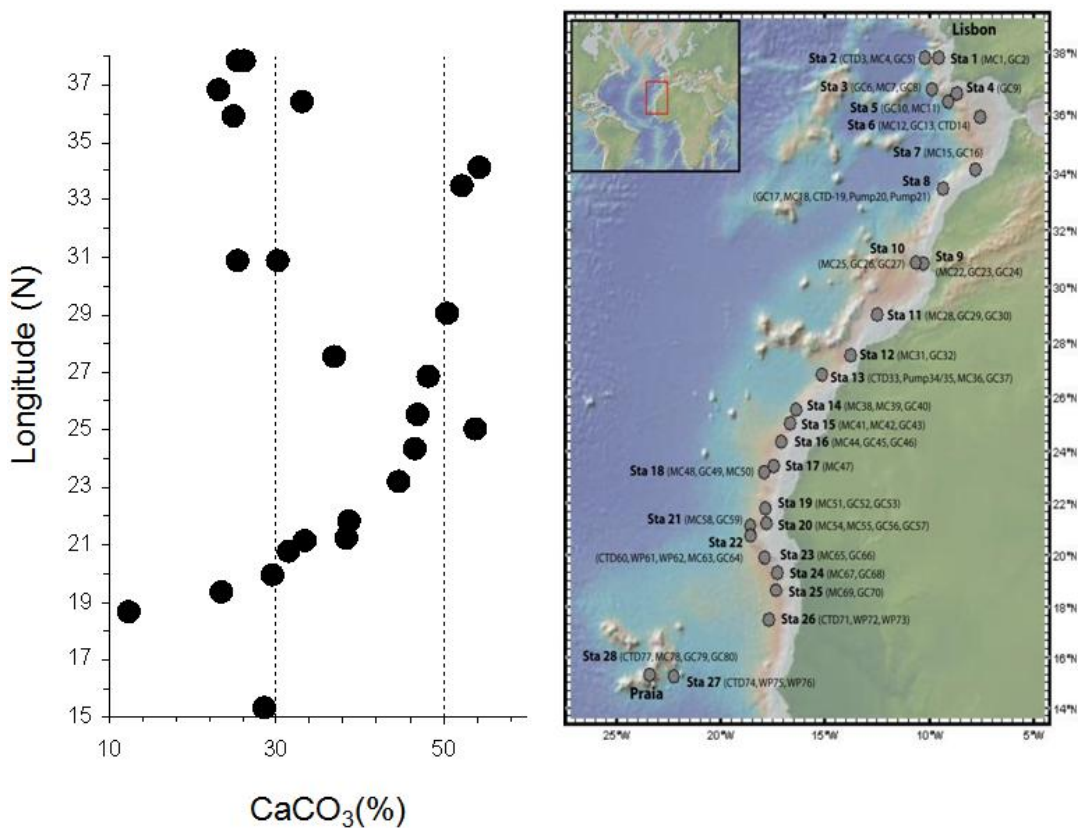 37
35
33
31
29
27
25
23
21
19
17
15
10
30
50
Longitude (N)
CaCO₃(%)
Lisbon
Sta 2 (CTD3, MC4, GC5)
Sta 1 (MC1, GC2)
Sta 3 (GC6, MC7, GC8)
Sta 4 (GC9)
Sta 5 (GC10, MC11)
Sta 6 (MC12, GC13, CTD14)
Sta 7 (MC15, GC16)
Sta 8
(GC17, MC18, CTD-19, Pump20, Pump21)
Sta 10
(MC25, GC26, GC27)
Sta 9
(MC22, GC23, GC24)
Sta 11 (MC28, GC29, GC30)
Sta 12 (MC31, GC32)
Sta 13 (CTD33, Pump34/35, MC36, GC37)
Sta 14 (MC38, MC39, GC40)
Sta 15 (MC41, MC42, GC43)
Sta 16 (MC44, GC45, GC46)
Sta 18 (MC48, GC49, MC50)
Sta 17 (MC47)
Sta 19 (MC51, GC52, GC53)
Sta 21 (MC58, GC59)
Sta 20 (MC54, MC55, GC56, GC57)
Sta 22
(CTD60, WP61, WP62, MC63, GC64)
Sta 23 (MC65, GC66)
Sta 24 (MC67, GC68)
Sta 25 (MC69, GC70)
Sta 26 (CTD71, WP72, WP73)
Sta 28 (CTD77, MC78, GC79, GC80)
Sta 27 (CTD74, WP75, WP76)
Praia
38°N
36°N
34°N
32°N
30°N
28°N
26°N
24°N
22°N
20°N
18°N
16°N
14°N
25°W
20°W
15°W
10°W
5°W